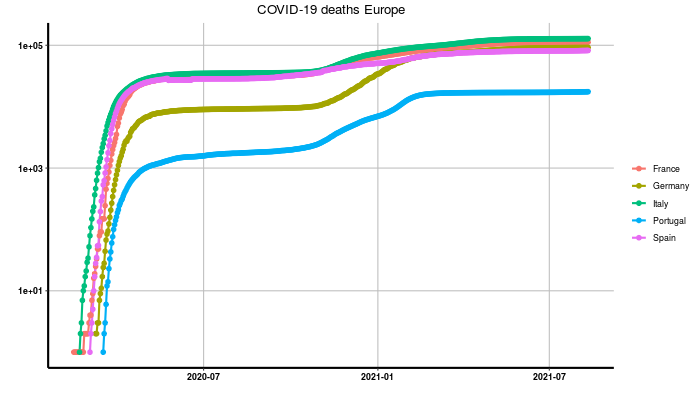 COVID-19 deaths Europe
1e+05
1e+03
1e+01
2020-07
2021-01
2021-07
France
Germany
Italy
Portugal
Spain